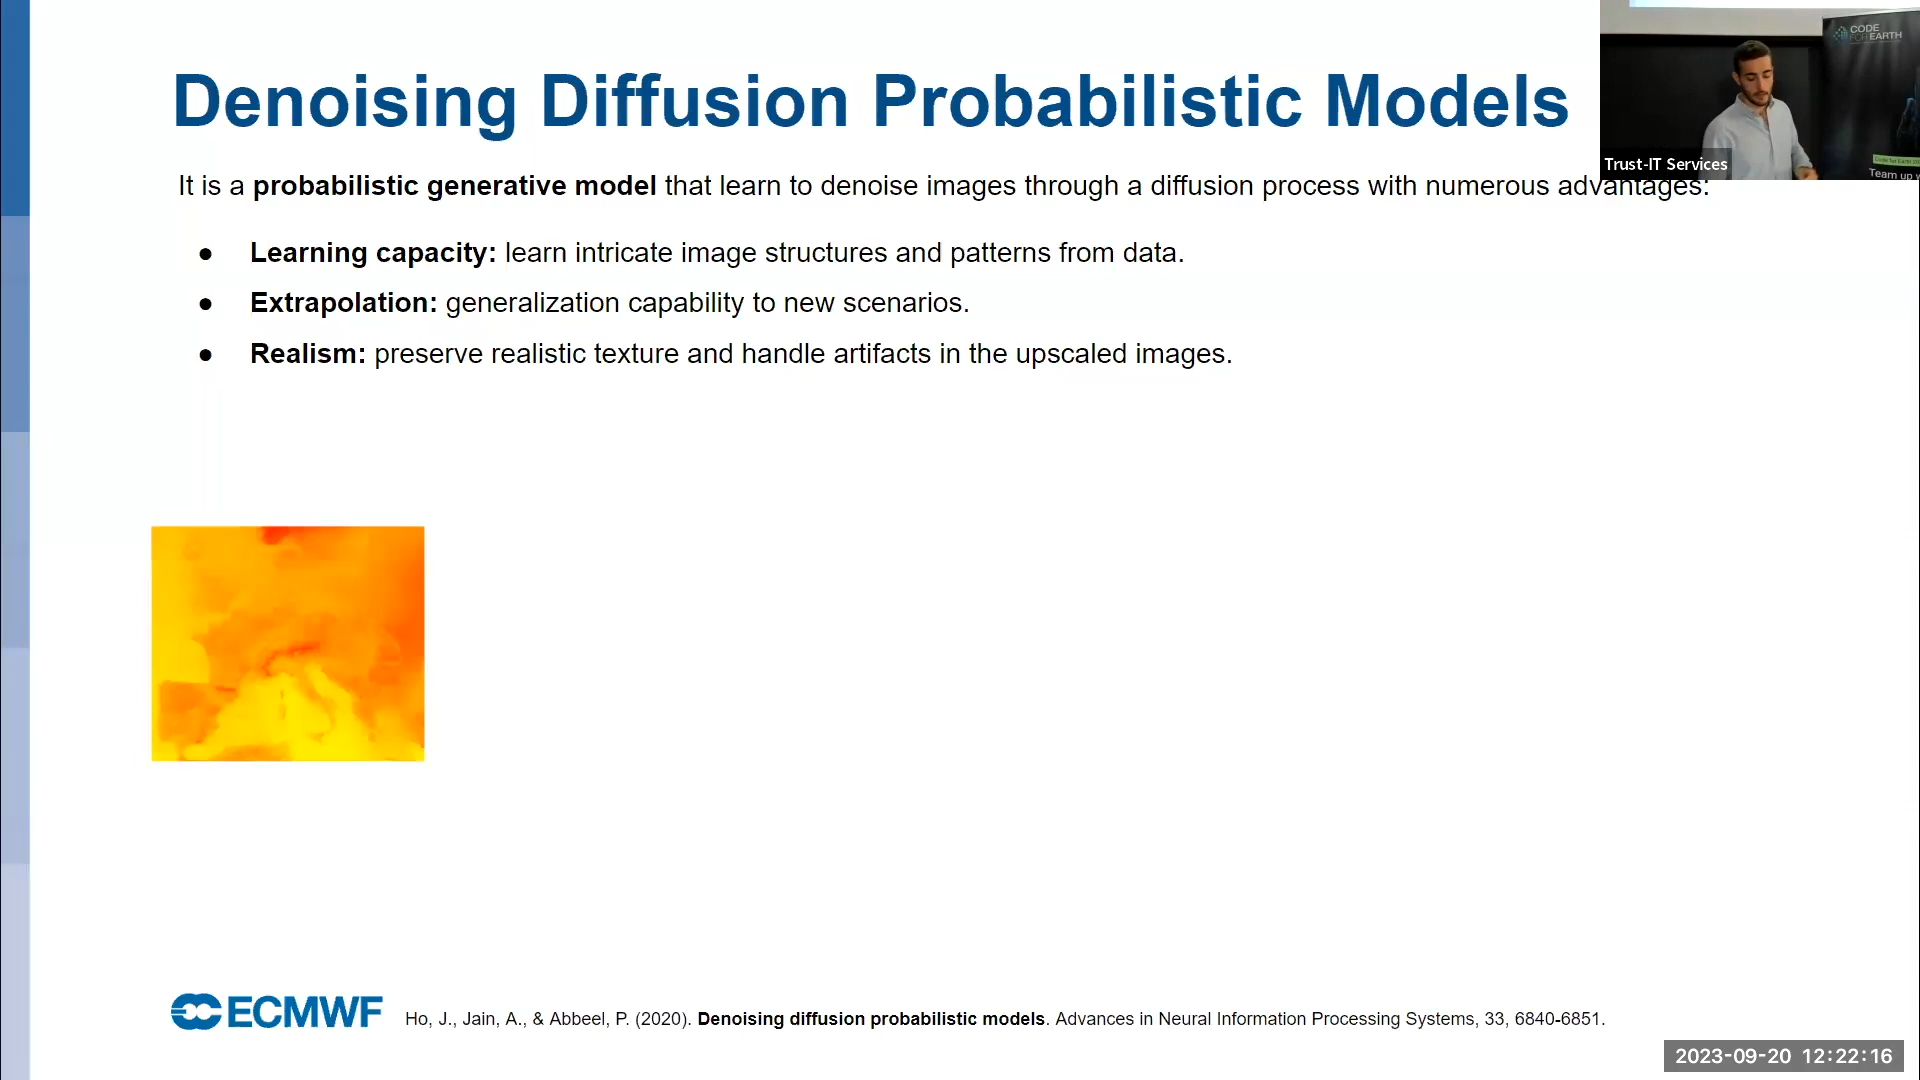 Denoising Diffusion Probabilistic Models
It is a probabilistic generative model that learn to denoise images through a diffusion process with numerous advantages:
● Learning capacity: learn intricate image structures and patterns from data.
● Extrapolation: generalization capability to new scenarios.
● Realism: preserve realistic texture and handle artifacts in the upscaled images.
CODE
FOR EARTH
Team up
Trust-IT Services
ECMWF
Ho, J., Jain, A., & Abbeel, P. (2020). Denoising diffusion probabilistic models. Advances in Neural Information Processing Systems, 33, 6840-6851.
2023-09-20 12:22:16